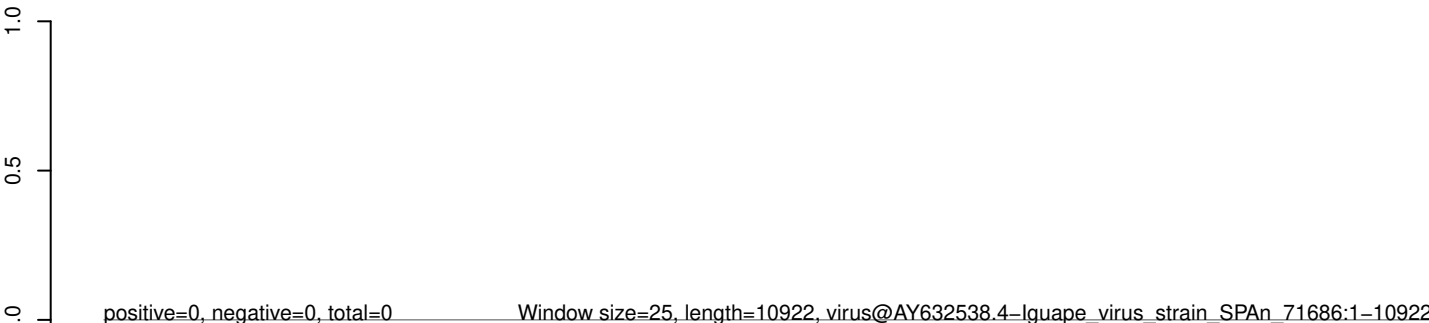 1.0
0.5
.0
positive=0, negative=0, total=0
Window size=25, length=10922, virus@AY632538.4−Iguape_virus_strain_SPAn_71686:1−10922